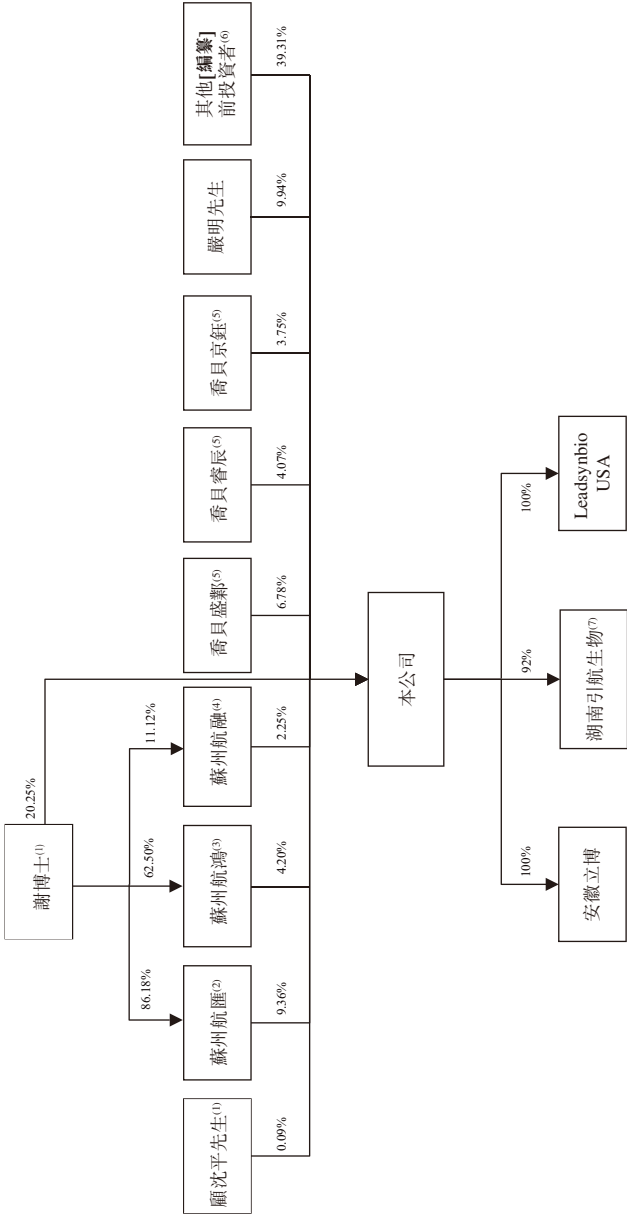 謝博士(1)
20.25%
86.18%
62.50%
11.12%
顧沈平先生(1)
蘇州航匯(2)
蘇州航鴻(3)
蘇州航融(4)
喬貝盛鄴(5)
喬貝睿辰(5)
喬貝京鈺(5)
嚴明先生
其他[編纂]
前投資者(6)
0.09%
9.36%
4.20%
2.25%
6.78%
4.07%
3.75%
9.94%
39.31%
本公司
100%
92%
100%
安徽立博
湖南引航生物(7)
Leadsynbio
USA